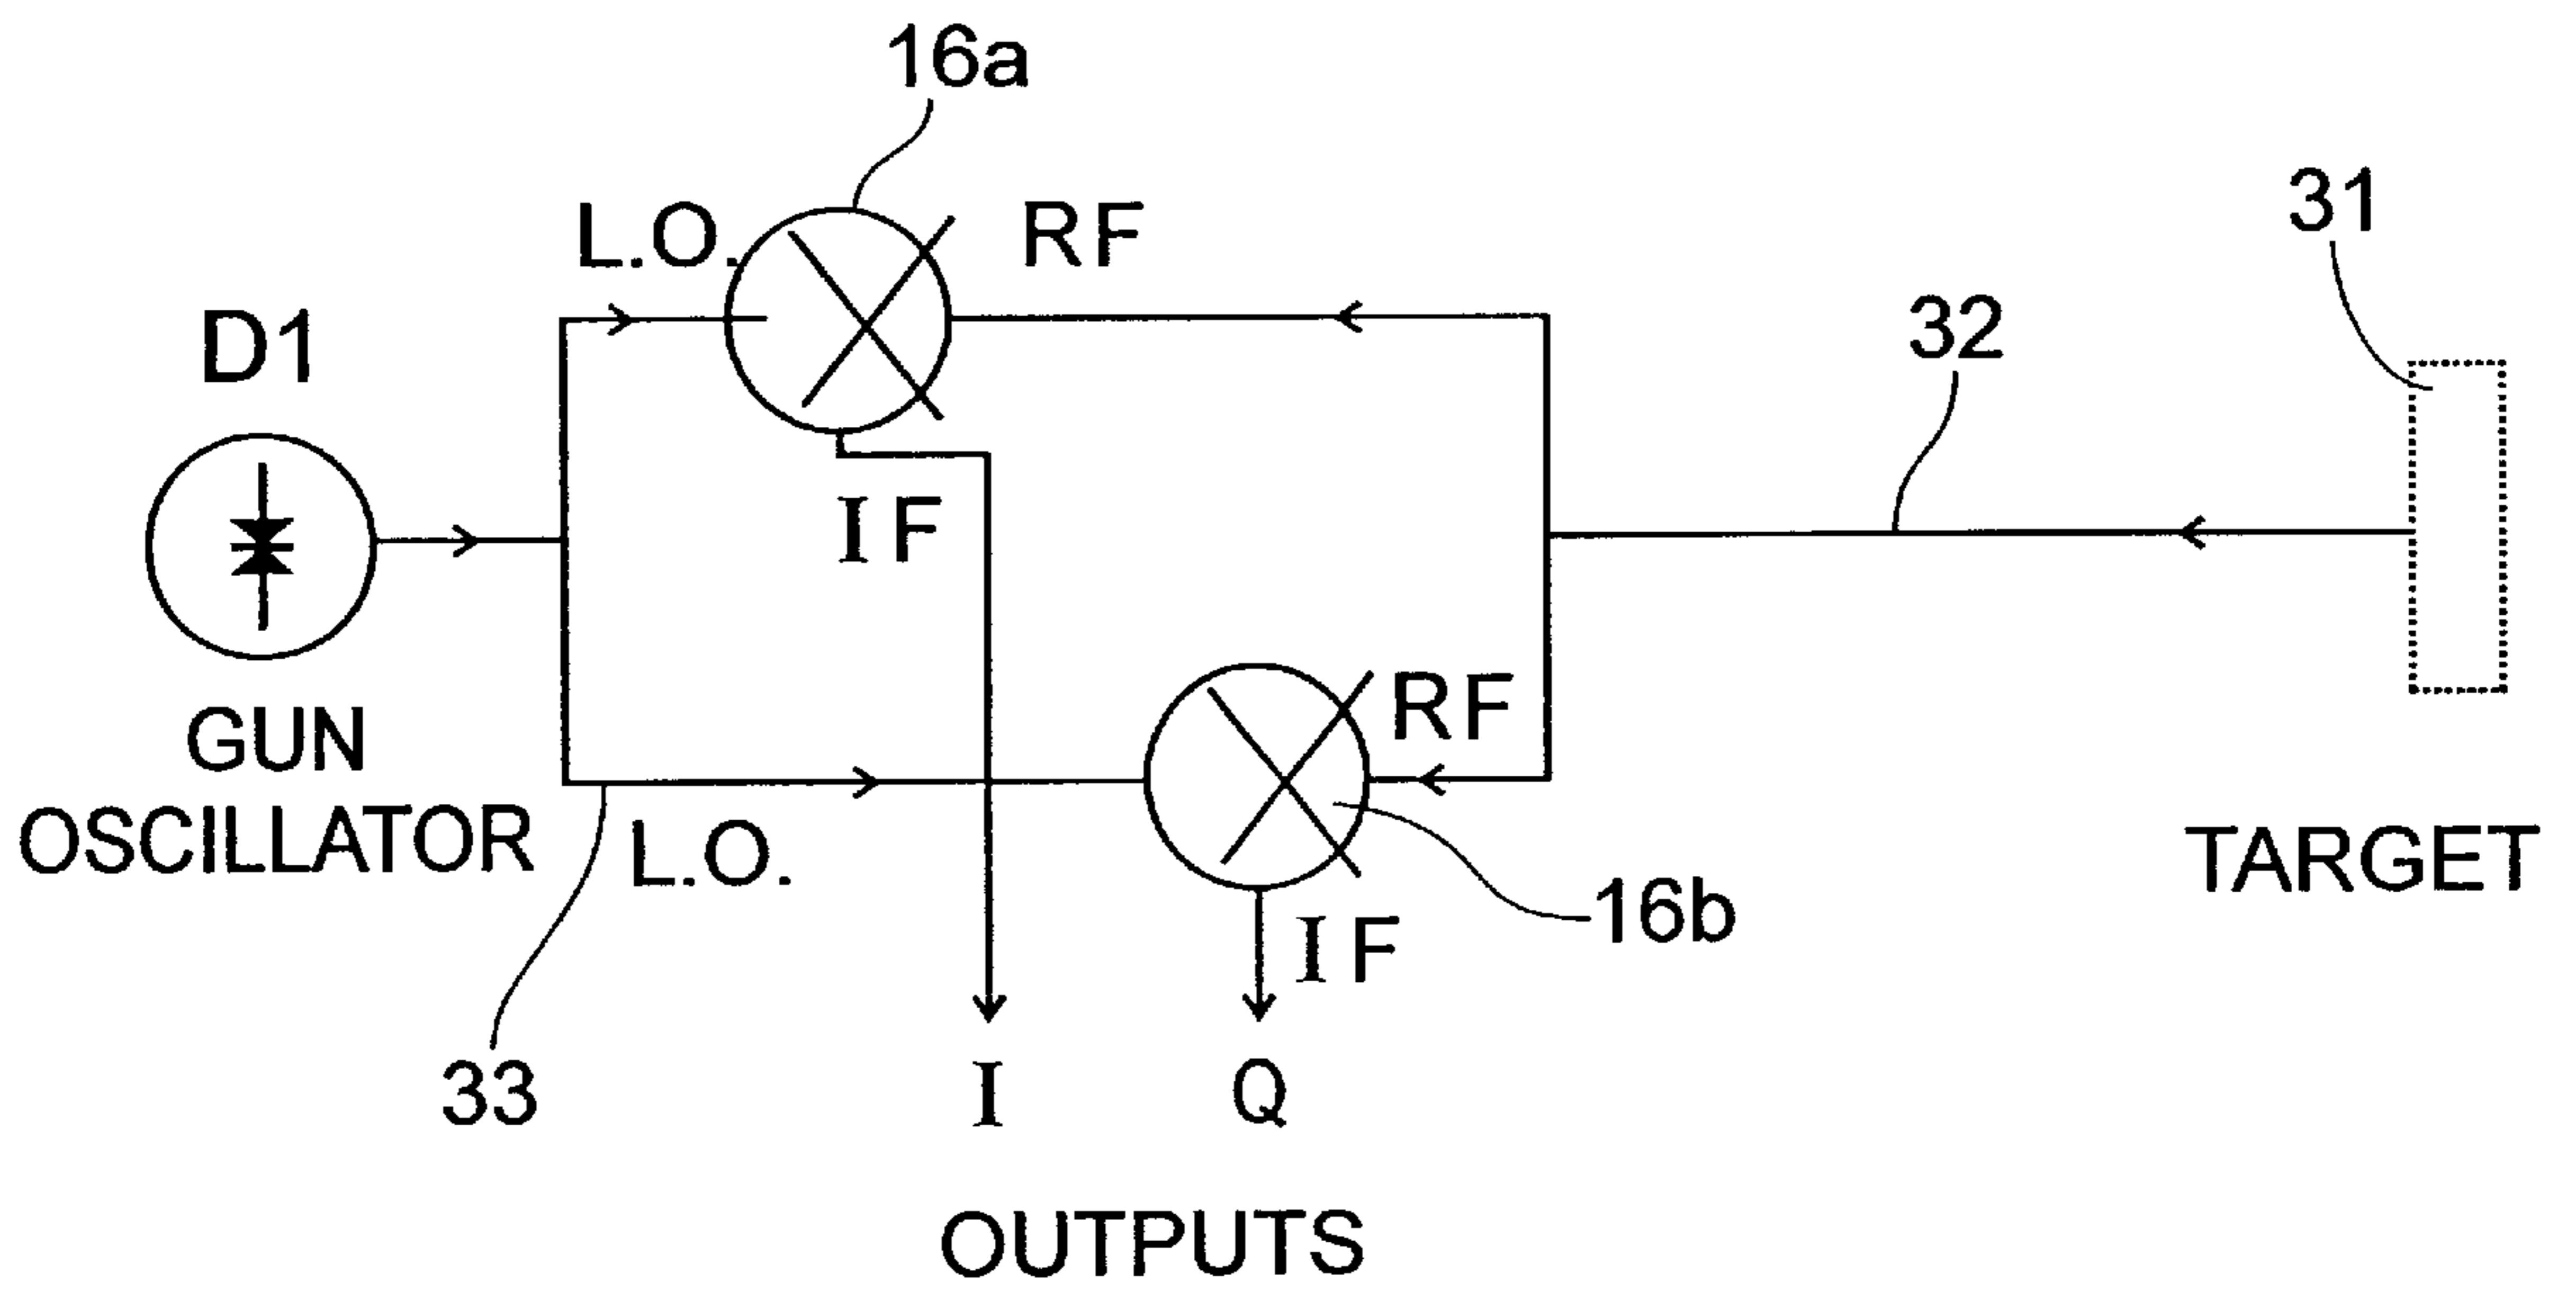 16a
31
L.O.
RF
32
D1
IF
RF
GUN
OSCILLATOR
L.O.
TARGET
16b
IF
33
I
Q
OUTPUTS